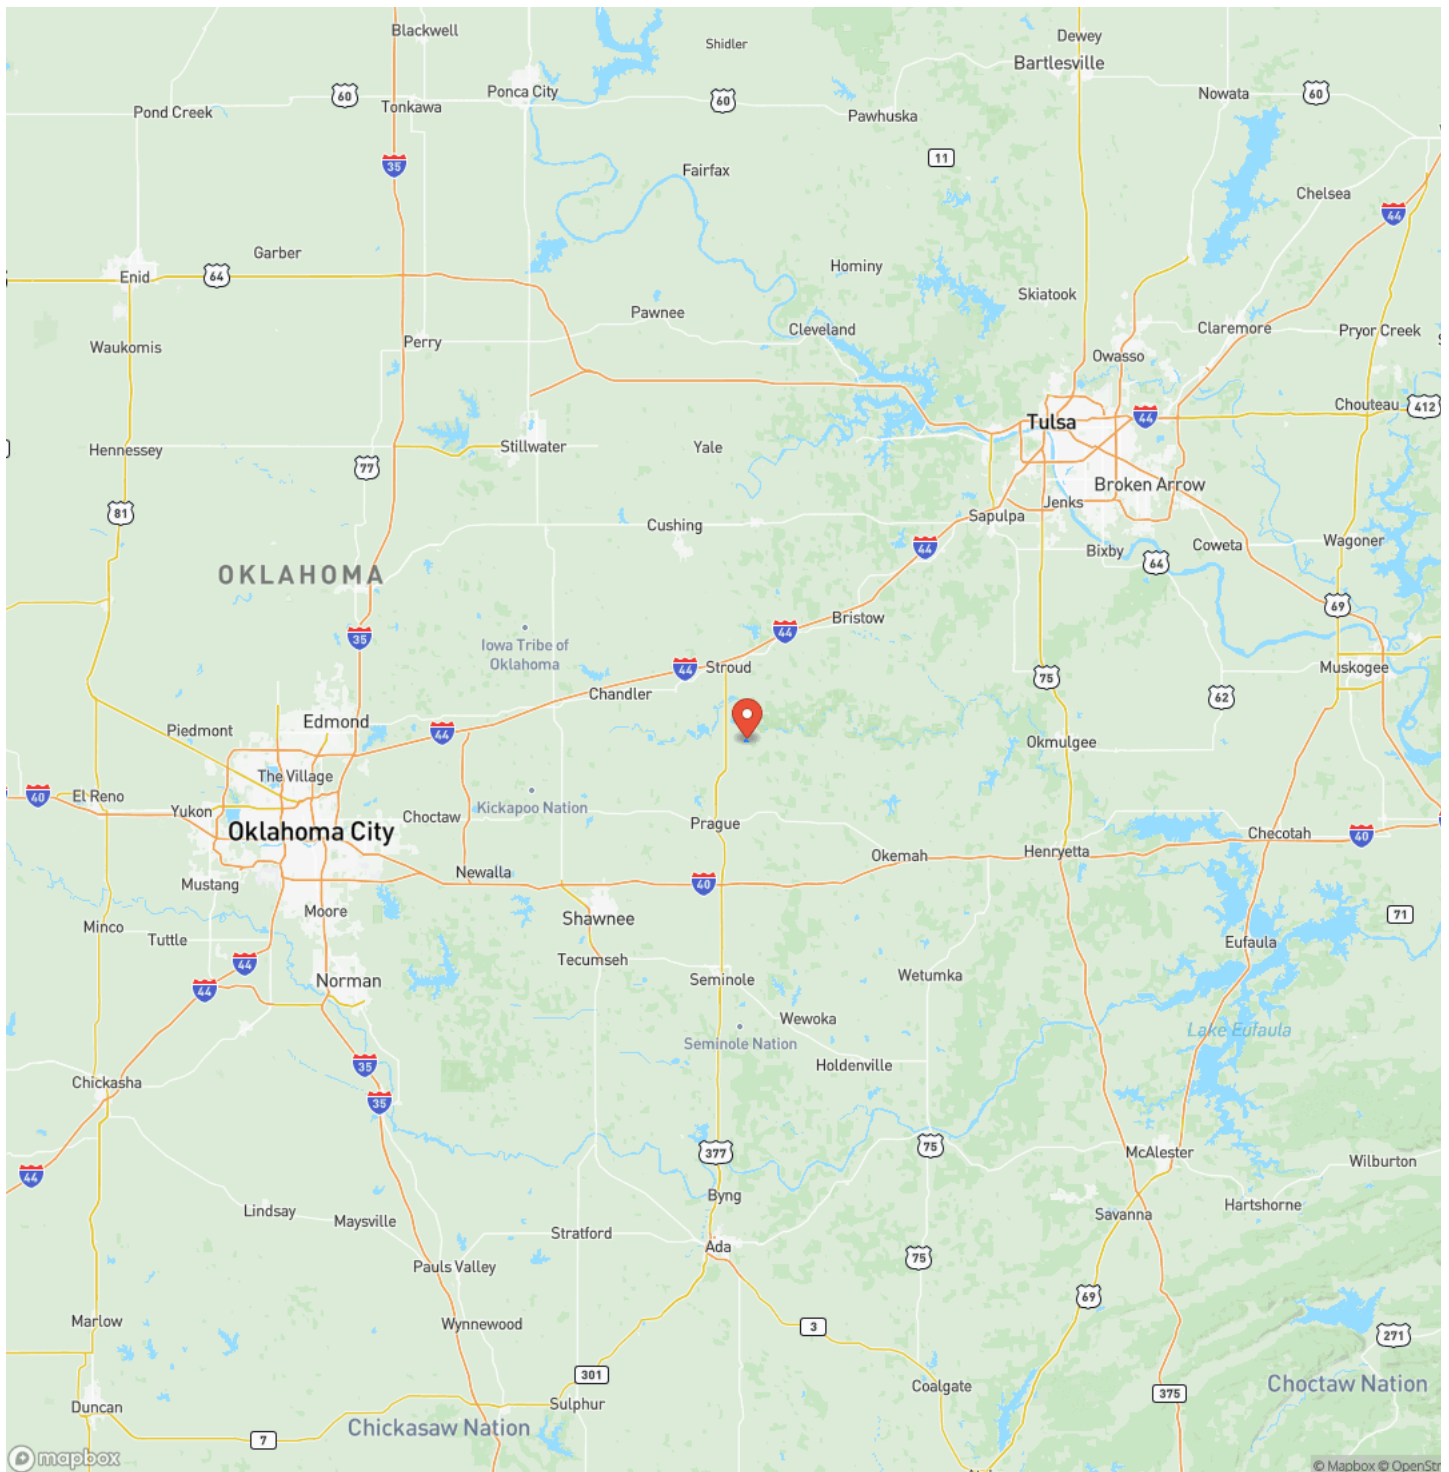 Blackwell
Shidler
Dewey
Bartlesville
Ponca City
60
Tonkawa
60
Nowata
60
Pond Creek
Pawhuska
11
35
Fairfax
Chelsea
44
Garber
Enid
64
Hominy
Skiatook
Pawnee
Cleveland
Claremore
Pryor Creek
Waukomis
Perry
Owasso
Chouteau
412
Tulsa
44
Hennessey
77
Stillwater
Yale
Broken Arrow
81
Jenks
Sapulpa
Cushing
44
Bixby
Coweta
Wagoner
64
OKLAHOMA
69
35
Iowa Tribe of
Oklahoma
44
Bristow
44
Stroud
Chandler
75
Muskogee
62
Piedmont
Edmond
44
Okmulgee
The Village
40
El Reno
Yukon
Kickapoo Nation
Choctaw
Oklahoma City
Prague
Checotah
40
Okemah
Henryetta
Newalla
40
Mustang
Moore
Shawnee
71
Minco
Tuttle
Eufaula
44
Tecumseh
44
Norman
Seminole
Wetumka
Wewoka
Seminole Nation
Lake Eufaula
35
Holdenville
Chickasha
35
377
75
McAlester
Wilburton
44
Byng
Hartshorne
Lindsay
Maysville
Stratford
Savanna
Ada
75
Pauls Valley
69
Marlow
Wynnewood
3
271
301
Coalgate
Choctaw Nation
375
Duncan
Sulphur
Chickasaw Nation
7
mapbox
© Mapbox © OpenStr